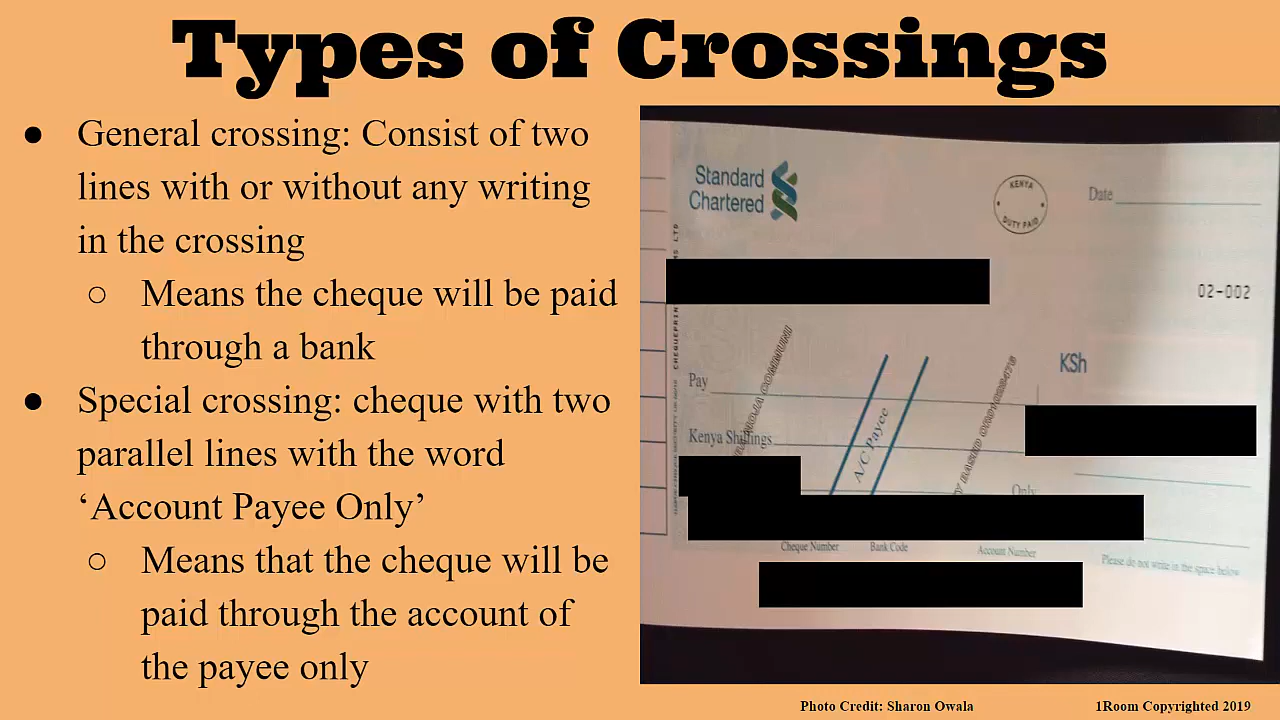 Types of Crossings
● General crossing: Consist of two
lines with or without any writing
in the crossing
○ Means the cheque will be paid
through a bank
● Special crossing: cheque with two
parallel lines with the word
‘Account Payee Only’
○ Means that the cheque will be
paid through the account of
the payee only
Standard
Chartered
KENYA
DUTY PAID
Date
02-002
KSh
Pay
A/C Payee
Kenya Shillings
Only
Cheque Number
Bank Code
Account Number
Please do not write in the space below
Photo Credit: Sharon Owala
1Room Copyrighted 2019